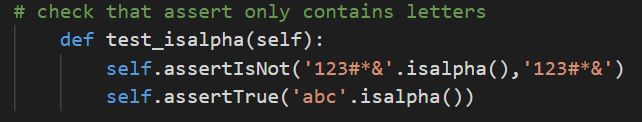 # check that assert only contains letters
def test_isalpha(self):
self.assertIsNot('123#*&'.isalpha(),'123#*&')
self.assertTrue('abc'.isalpha())